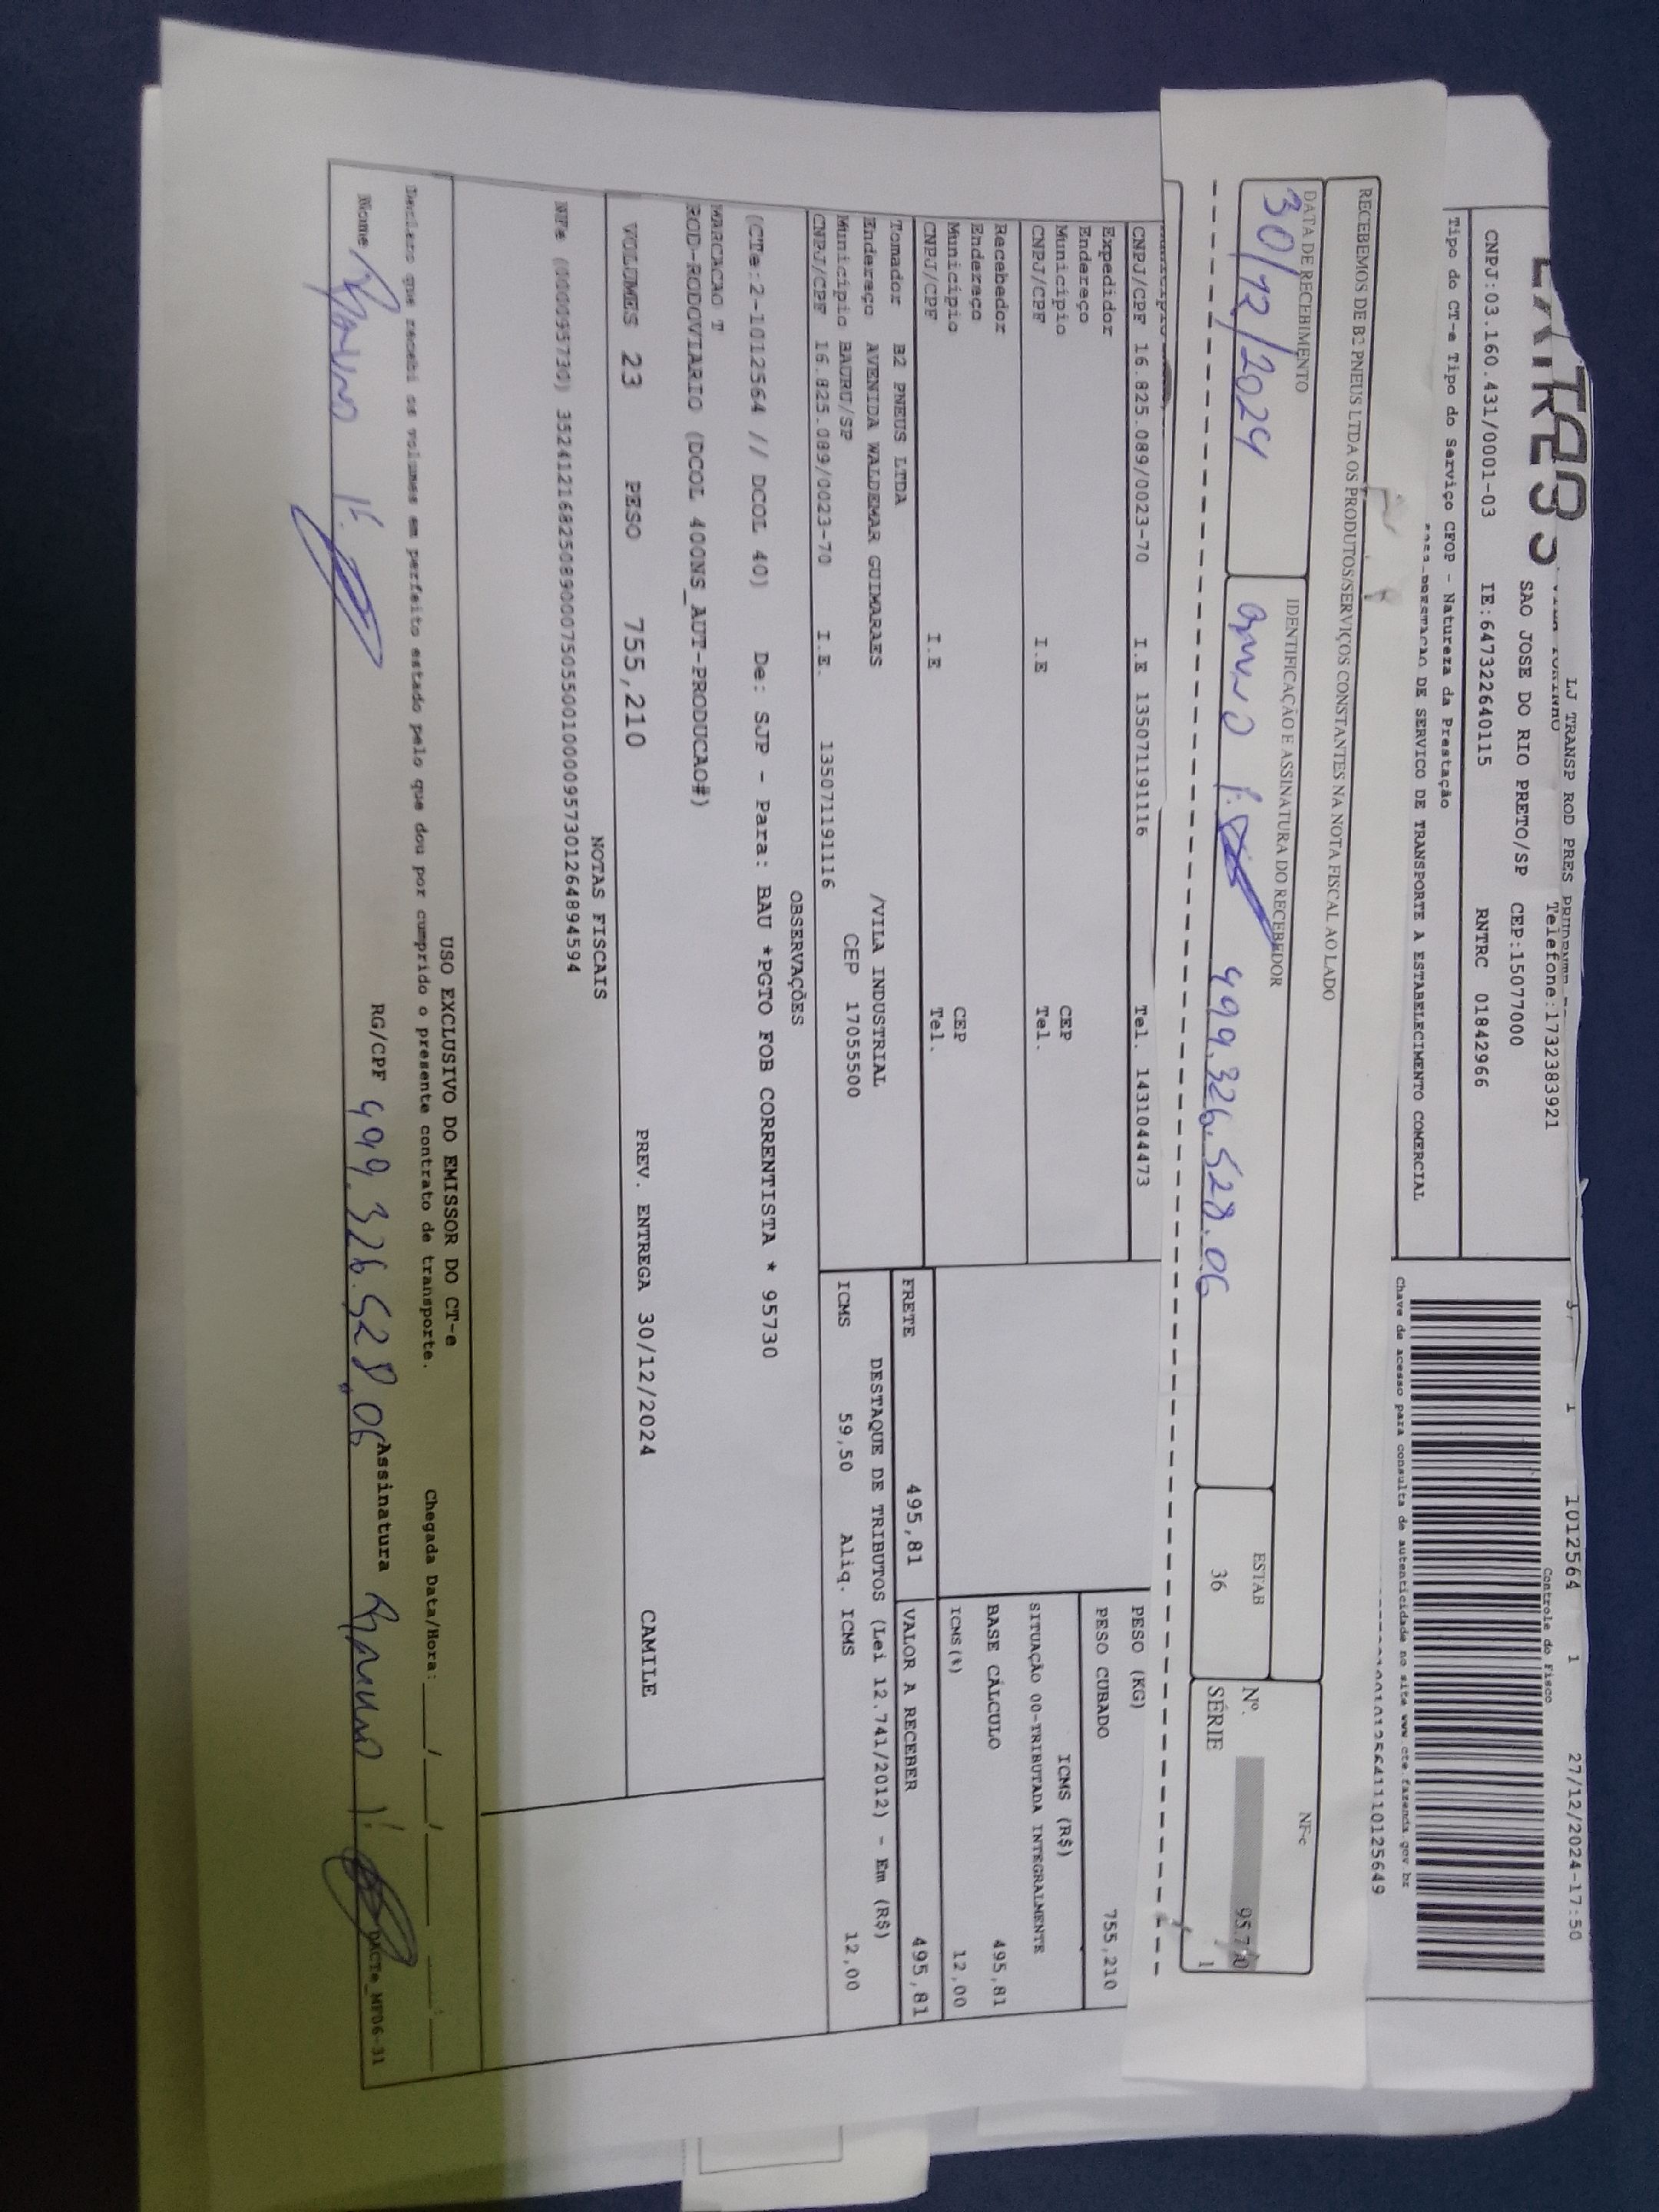 LJ TRANSP ROD PRES
Telefone:1732383921
SAO JOSE DO RIO PRETO/SP CEP:15077000
CNPJ:03.160.431/0001-03 IE:647322640115 RNTRC 01842966
Tipo do CT-e Tipo do Serviço CFOP - Natureza da Prestação
DE SERVICO DE TRANSPORTE A ESTABELECIMENTO COMERCIAL
1 1012564 1 27/12/2024-17:50
Controle do Fisco
Chave de acesso para consulta de autenticidade no site www.cte.fazenda.gov.br
RECEBEMOS DE B2 PNEUS LTDA OS PRODUTOS/SERVIÇOS CONSTANTES NA NOTA FISCAL AO LADO
DATA DE RECEBIMENTO
30/12/2024
IDENTIFICAÇÃO E ASSINATURA DO RECEBEDOR
499.326.528.06
ESTAB
36
NF-e
Nº.
SÉRIE 1
CNPJ/CPF 16.825.089/0023-70 I.E 135071191116 Tel. 1431044473
Expedidor
Endereço
Município CEP
CNPJ/CPF I.E Tel.
Recebedor
Endereço
Município CEP
CNPJ/CPF I.E Tel.
PESO (KG)
PESO CUBADO 755,210
ICMS (R$)
SITUAÇÃO 00-TRIBUTADA INTEGRALMENTE
BASE CÁLCULO 495,81
ICMS(%) 12,00
Tomador B2 PNEUS LTDA
Endereço AVENIDA WALDEMAR GUIMARAES /VILA INDUSTRIAL
Município BAURU/SP CEP 17055500
CNPJ/CPF 16.825.089/0023-70 I.E. 135071191116
FRETE 495,81 VALOR A RECEBER 495,81
DESTAQUE DE TRIBUTOS (Lei 12.741/2012) - Em (R$)
ICMS 59,50 Aliq. ICMS 12,00
OBSERVAÇÕES
(CTe:2-1012564 // DCOL 40) De: SJP - Para: BAU *PGTO FOB CORRENTISTA * 95730
MARCACAO T
ROD-RODOVIARIO (DCOL 400NS_AUT-PRODUCAO#)
VOLUMES 23 PESO 755,210 PREV. ENTREGA 30/12/2024 CAMILE
NOTAS FISCAIS
NFe (000095730) 35241216825089000750550010000957301264894594
USO EXCLUSIVO DO EMISSOR DO CT-e
Declaro que recebi os volumes em perfeito estado pelo que dou por cumprido o presente contrato de transporte. Chegada Data/Hora: ___/___/___ ___:___
Nome RG/CPF 499.326.528.06 Assinatura
DACTe_MF06-31